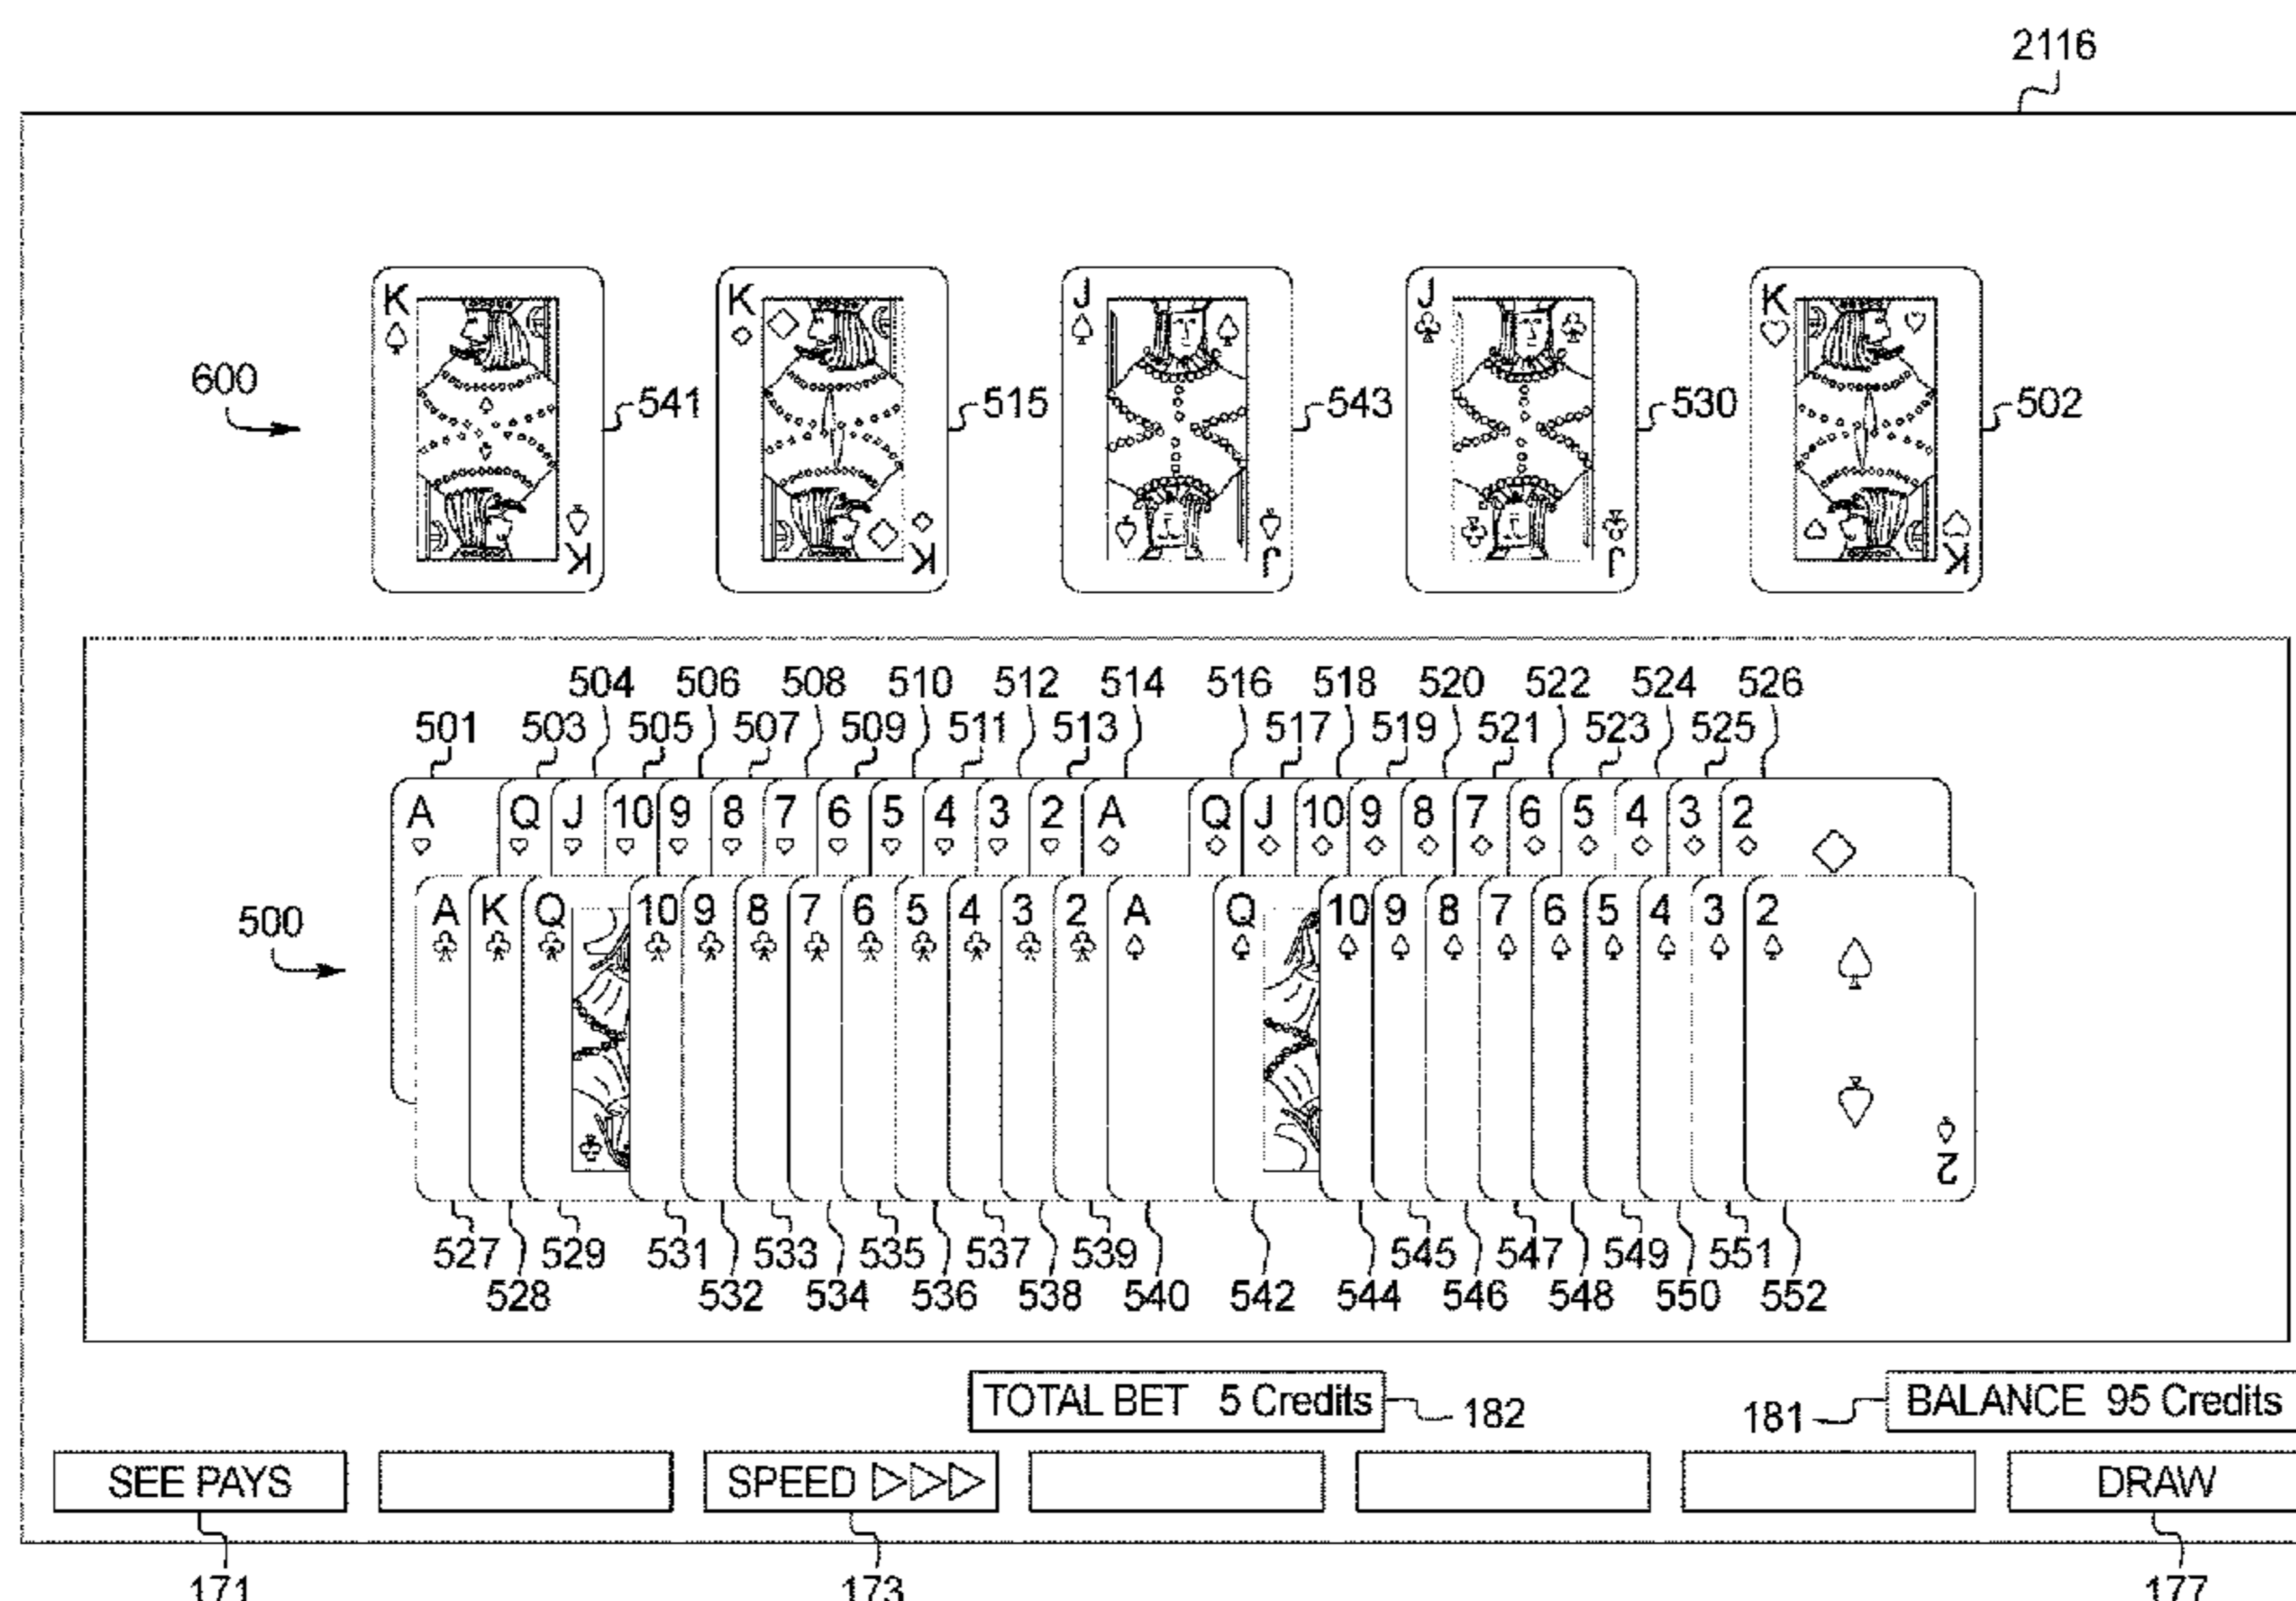 2116
K K J J K
600
541 515 543 530 502
K K J J K
504 506 508 510 512 514 516 518 520 522 524 526
501 503 505 507 509 511 513 517 519 521 523 525
A Q J 10 9 8 7 6 5 4 3 2 A Q J 10 9 8 7 6 5 4 3 2
A K Q 10 9 8 7 6 5 4 3 2 A Q 10 9 8 7 6 5 4 3 2
500
2
527 529 531 533 535 537 539 545 547 549 551
528 532 534 536 538 540 542 544 546 548 550 552
TOTAL BET 5 Credits 182
181 BALANCE 95 Credits
SEE PAYS SPEED DRAW
171 173 177